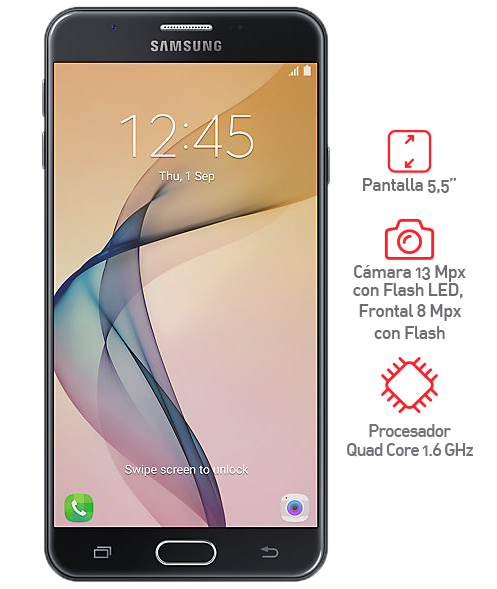 SAMSUNG
12:45
Thu, 1 Sep
Swipe screen to unlock
Pantalla 5,5”
Cámara 13 Mpx
con Flash LED,
Frontal 8 Mpx
con Flash
Procesador
Quad Core 1.6 GHz